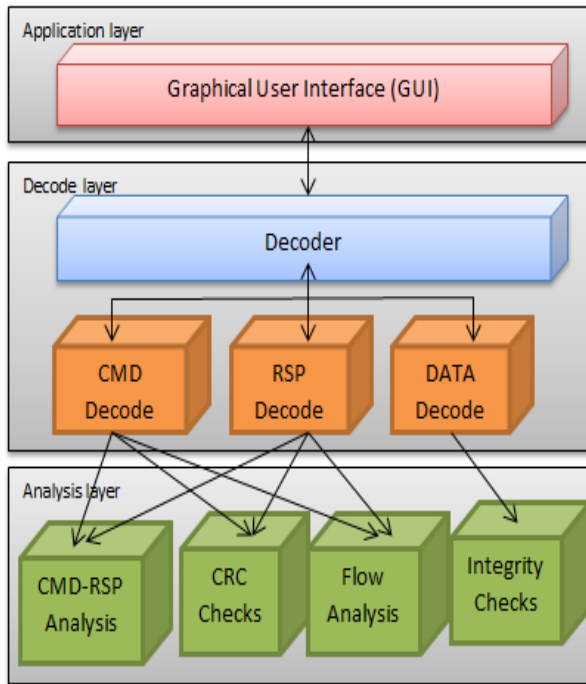 Application layer
Graphical User Interface (GUI)
Decode layer
Decoder
CMD
Decode
RSP
Decode
DATA
Decode
Analysis layer
CMD-RSP
Analysis
CRC
Checks
Flow
Analysis
Integrity
Checks